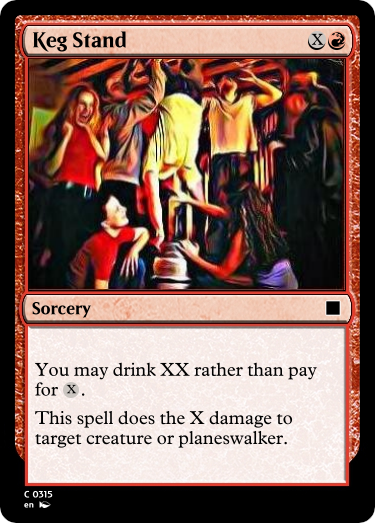 Keg Stand X
Sorcery
You may drink XX rather than pay
for X.
This spell does the X damage to
target creature or planeswalker.
C 0315
en